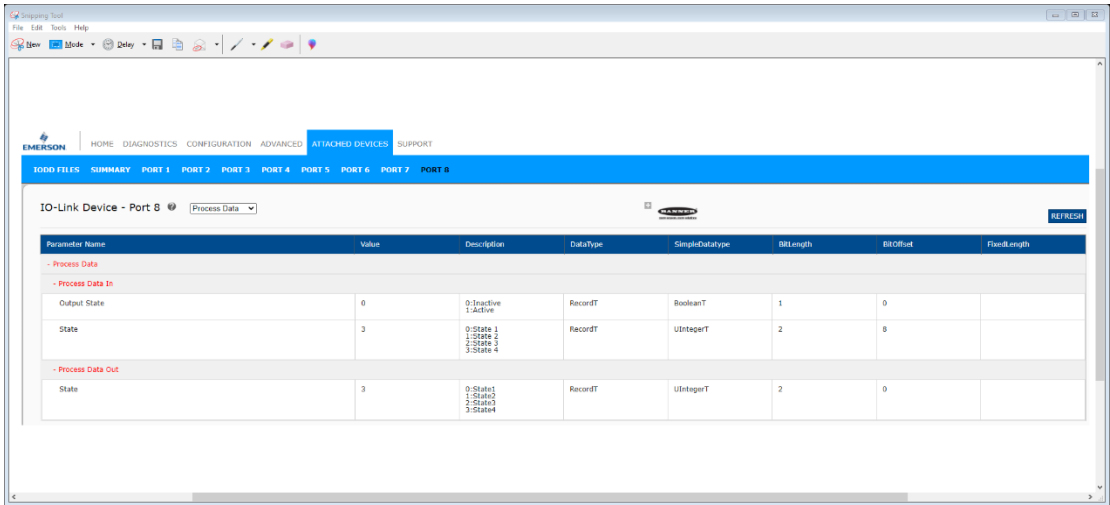 Snipping Tool
File Edit Tools Help
New Mode Delay
EMERSON HOME DIAGNOSTICS CONFIGURATION ADVANCED ATTACHED DEVICES SUPPORT
IODD FILES SUMMARY PORT 1 PORT 2 PORT 3 PORT 4 PORT 5 PORT 6 PORT 7 PORT 8
IO-Link Device - Port 8 Process Data
BANNER
REFRESH
Parameter Name Value Description DataType SimpleDatatype BitLength BitOffset FixedLength
- Process Data
- Process Data In
Output State 0 0:Inactive RecordT BooleanT 1 0
1:Active
State 3 0:State 1 RecordT UIntegerT 2 8
1:State 2
2:State 3
3:State 4
- Process Data Out
State 3 0:State1 RecordT UIntegerT 2 0
1:State2
2:State3
3:State4